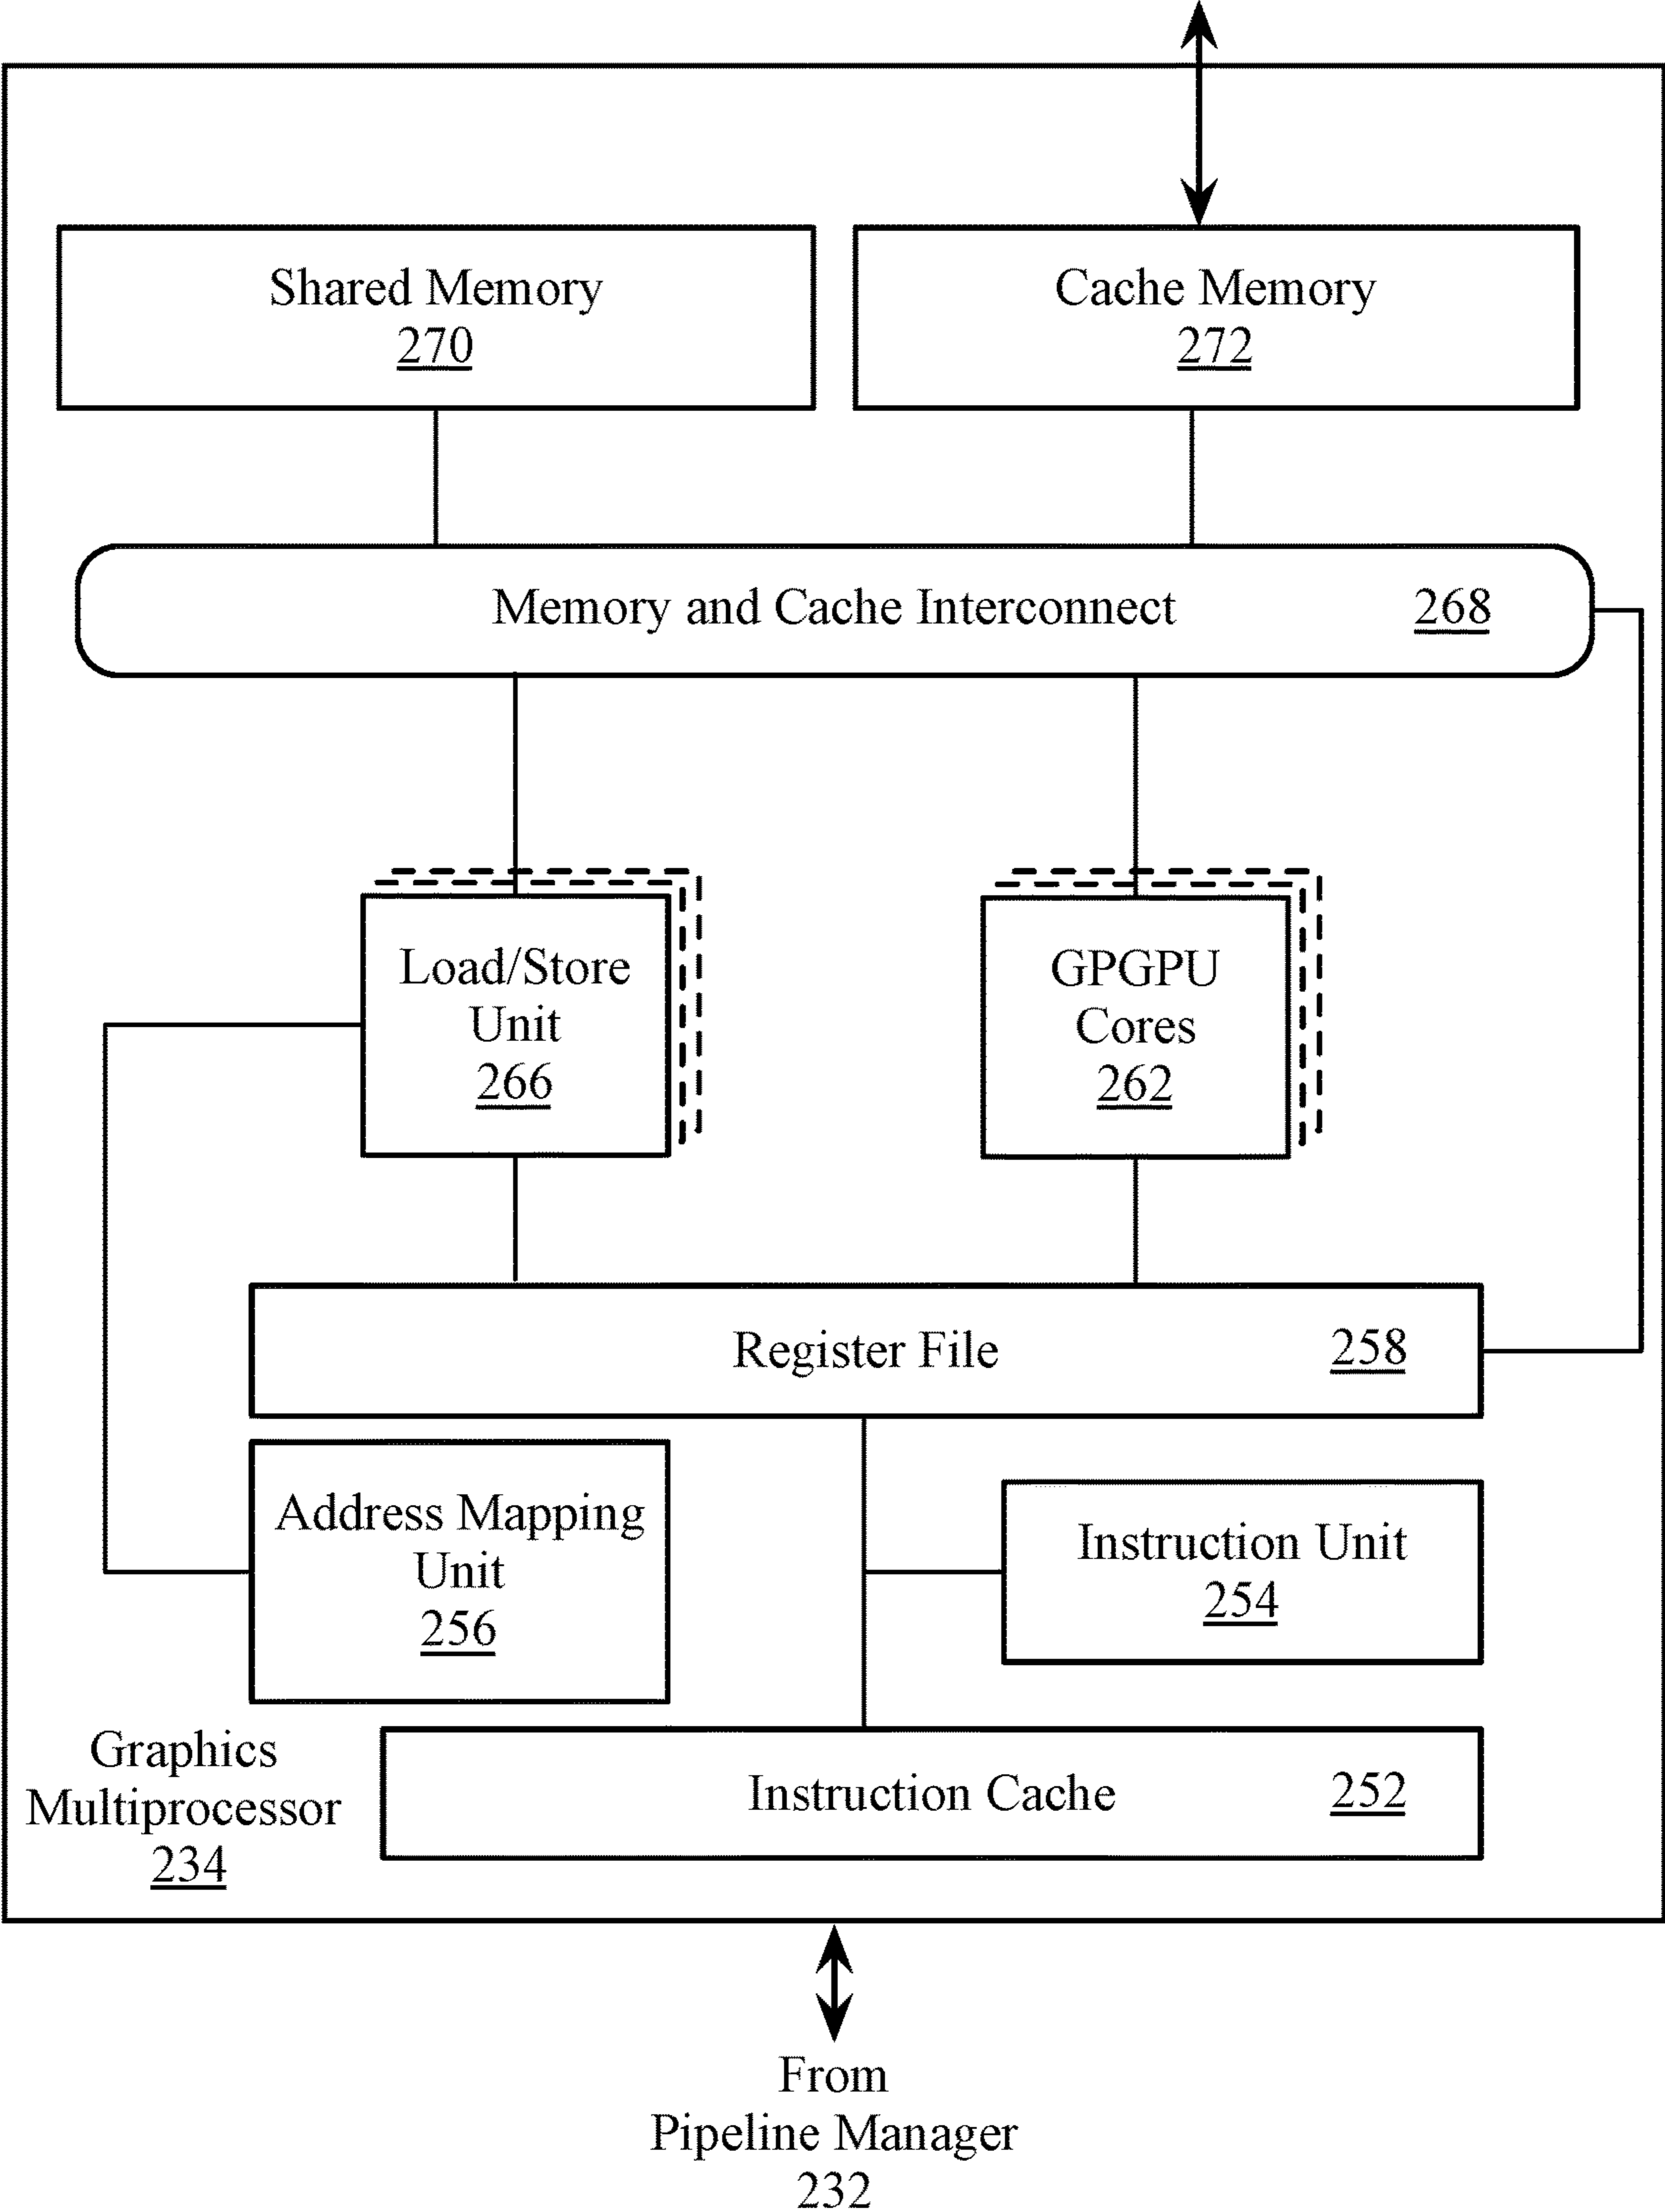 Shared Memory
270
Cache Memory
272
Memory and Cache Interconnect 268
Load/Store
Unit
266
GPGPU
Cores
262
Register File 258
Address Mapping
Unit
256
Instruction Unit
254
Graphics
Multiprocessor
234
Instruction Cache 252
From
Pipeline Manager
232